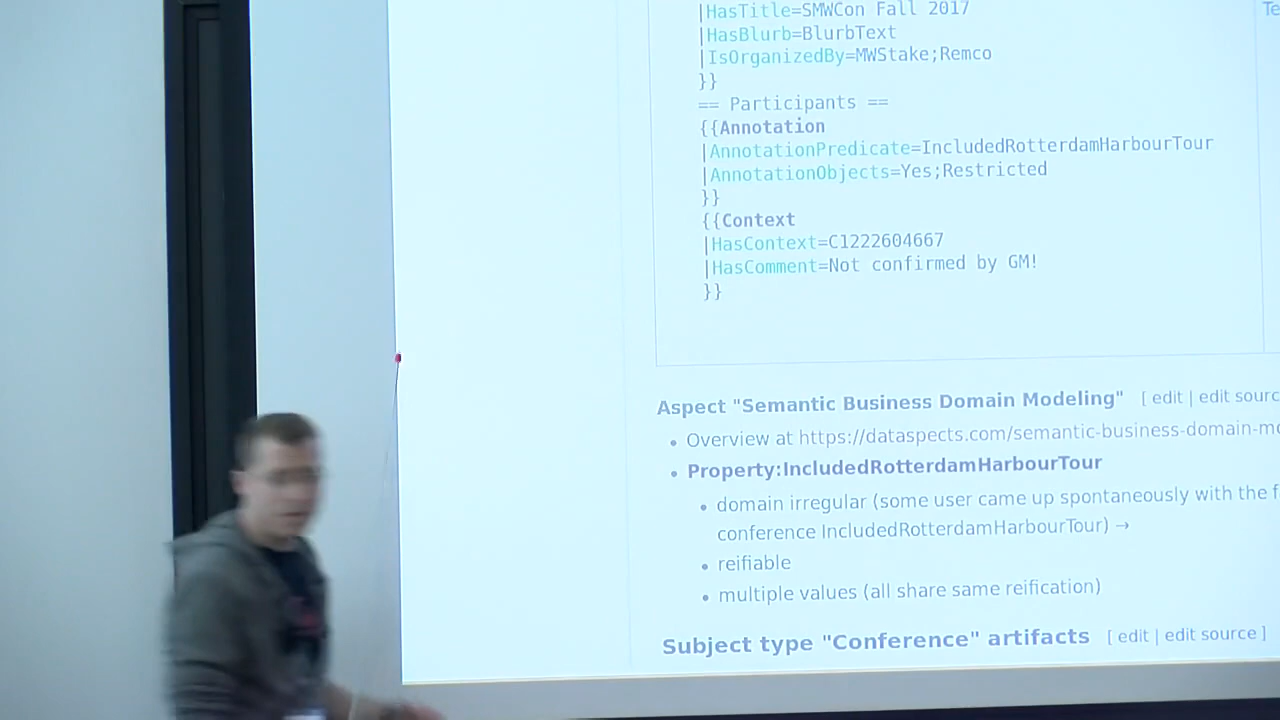 |HasTitle=SMWCon Fall 2017
Te
|HasBlurb=BlurbText
|IsOrganizedBy=MWStake;Remco
}}
== Participants ==
{{Annotation
|AnnotationPredicate=IncludedRotterdamHarbourTour
|AnnotationObjects=Yes;Restricted
}}
{{Context
|HasContext=C1222604667
|HasComment=Not confirmed by GM!
}}
Aspect "Semantic Business Domain Modeling" [ edit | edit sourc
• Overview at https://dataspects.com/semantic-business-domain-mo
• Property:IncludedRotterdamHarbourTour
• domain irregular (some user came up spontaneously with the f
conference IncludedRotterdamHarbourTour) →
• reifiable
• multiple values (all share same reification)
Subject type "Conference" artifacts [ edit | edit source ]